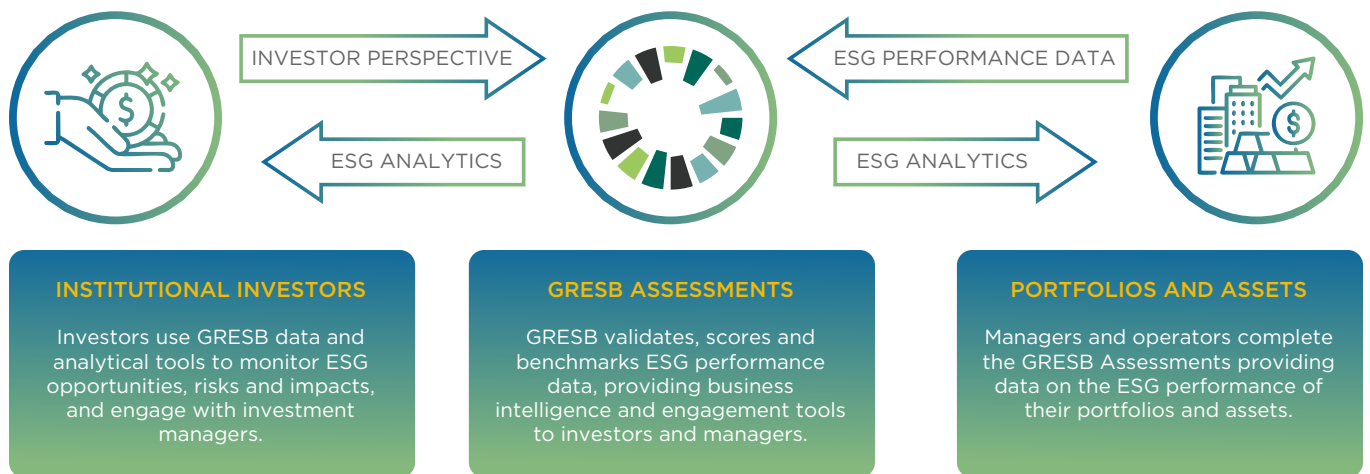 INVESTOR PERSPECTIVE
ESG PERFORMANCE DATA
$
$
ESG ANALYTICS
ESG ANALYTICS
INSTITUTIONAL INVESTORS
Investors use GRESB data and
analytical tools to monitor ESG
opportunities, risks and impacts,
and engage with investment
managers.
GRESB ASSESSMENTS
GRESB validates, scores and
benchmarks ESG performance
data, providing business
intelligence and engagement tools
to investors and managers.
PORTFOLIOS AND ASSETS
Managers and operators complete
the GRESB Assessments providing
data on the ESG performance of
their portfolios and assets.